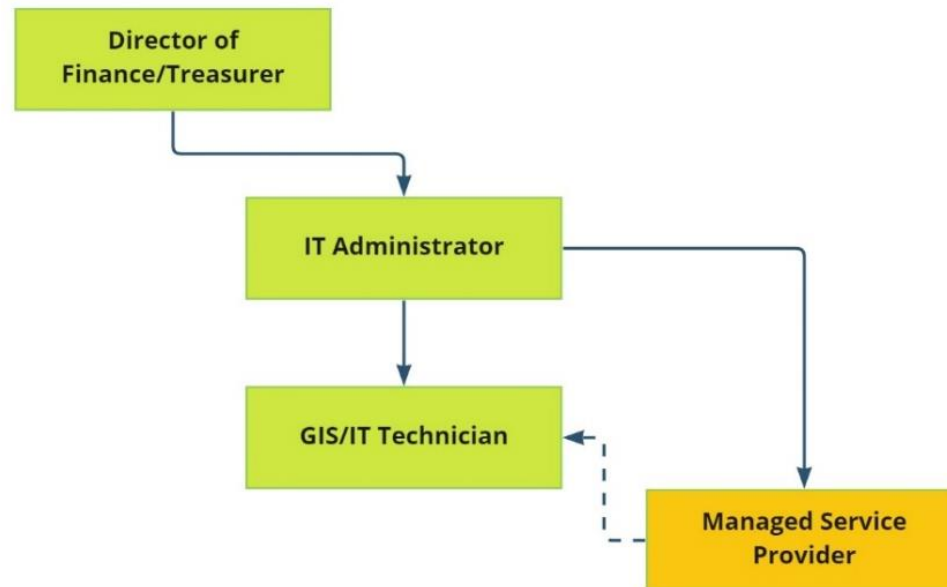 Director of
Finance/Treasurer
IT Administrator
GIS/IT Technician
Managed Service
Provider